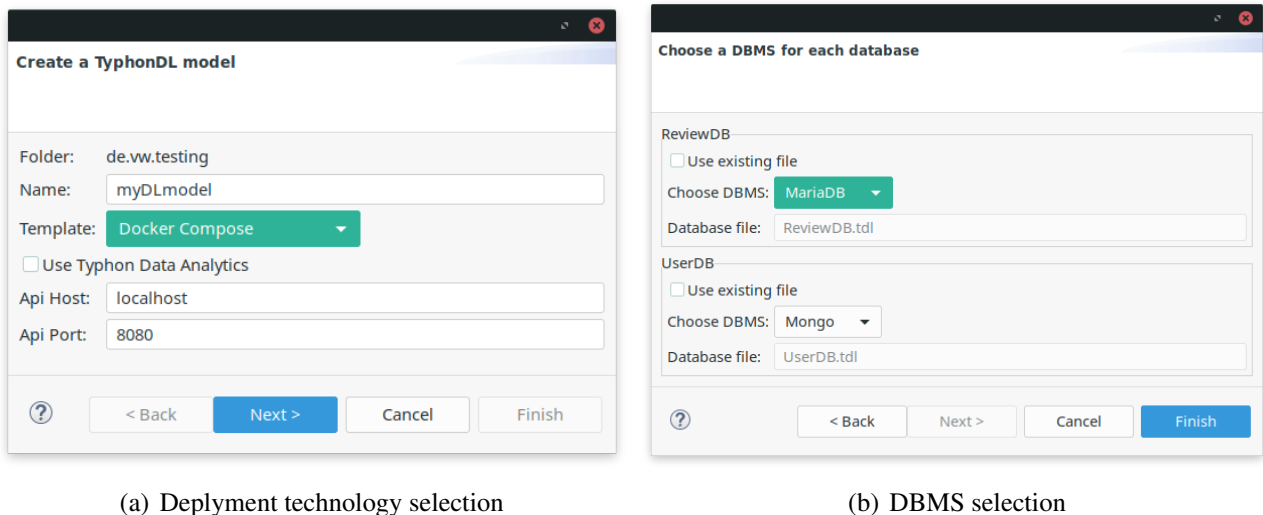 Create a TyphonDL model
Folder: de.vw.testing
Name: myDLmodel
Template: Docker Compose
Use Typhon Data Analytics
Api Host: localhost
Api Port: 8080
? < Back Next > Cancel Finish
(a) Deplyment technology selection
Choose a DBMS for each database
ReviewDB
Use existing file
Choose DBMS: MariaDB
Database file: ReviewDB.tdl
UserDB
Use existing file
Choose DBMS: Mongo
Database file: UserDB.tdl
? < Back Next > Cancel Finish
(b) DBMS selection